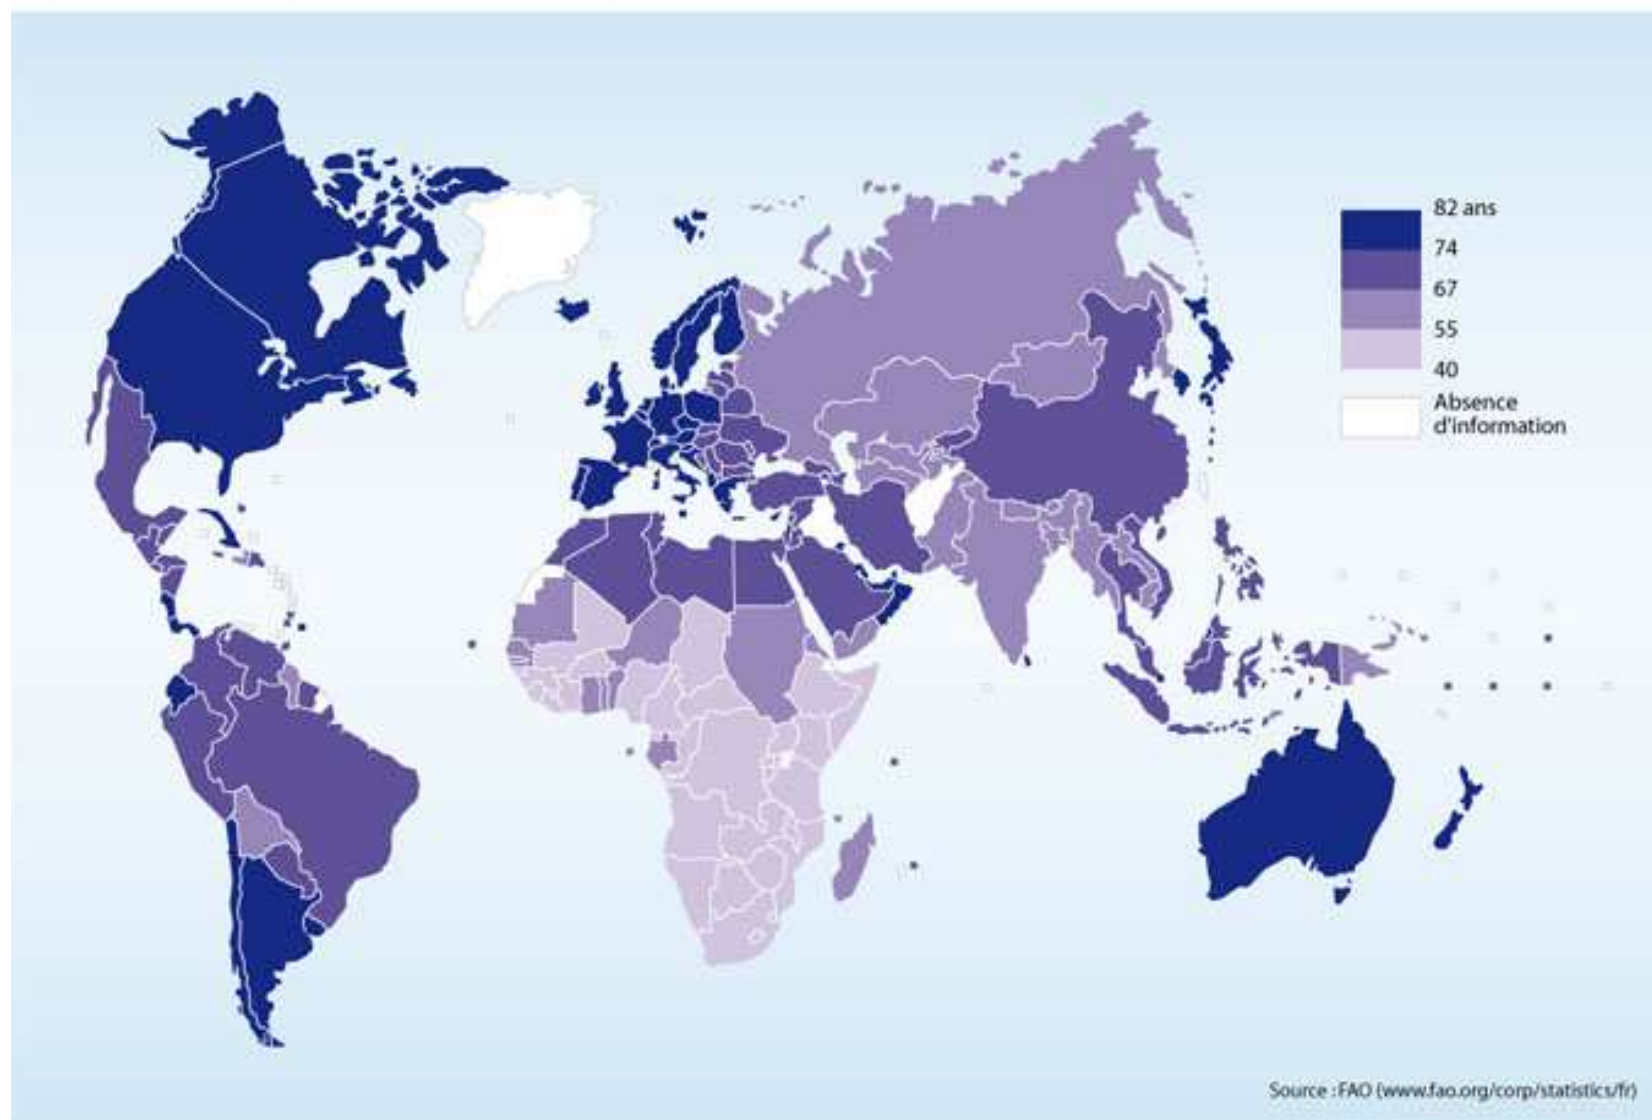 82 ans
74
67
55
40
Absence
d'information
Source : FAO (www.fao.org/corp/statistics/fr)